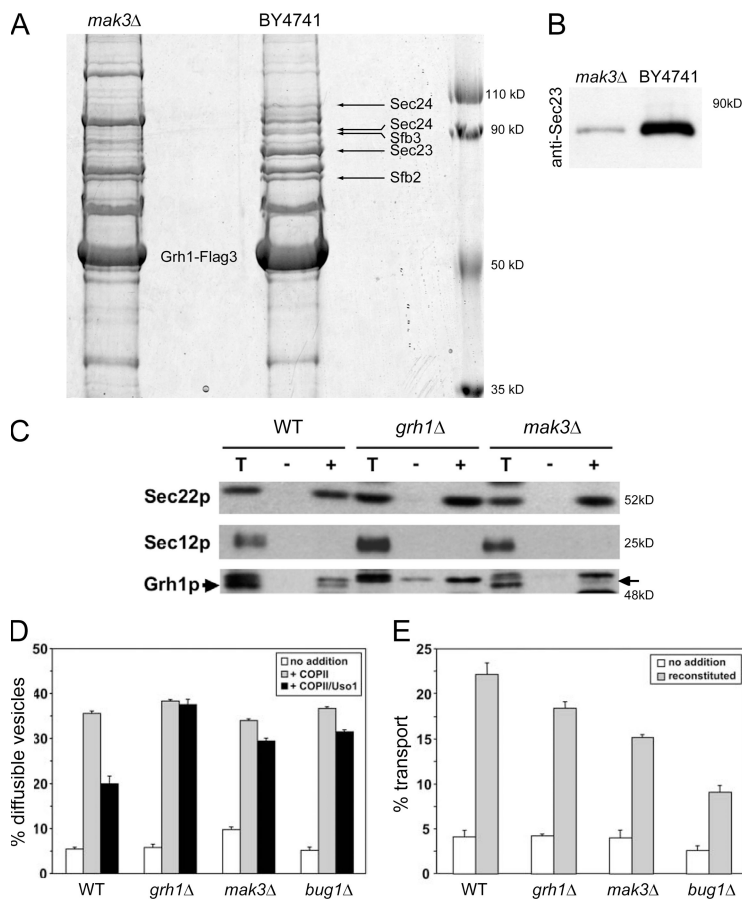 A
mak3Δ
BY4741
Sec24
Sec24
Sfb3
Sec23
Sfb2
Grh1-Flag3
110 kD
90 kD
50 kD
35 kD
B
mak3Δ BY4741
anti-Sec23
90kD
C
WT grh1Δ mak3Δ
T - + T - + T - +
Sec22p
52kD
Sec12p
25kD
Grh1p
48kD
D
% diffusible vesicles
50
40
30
20
10
0
no addition
+ COPII
+ COPII/Uso1
WT grh1Δ mak3Δ bug1Δ
E
% transport
25
20
15
10
5
0
no addition
reconstituted
WT grh1Δ mak3Δ bug1Δ